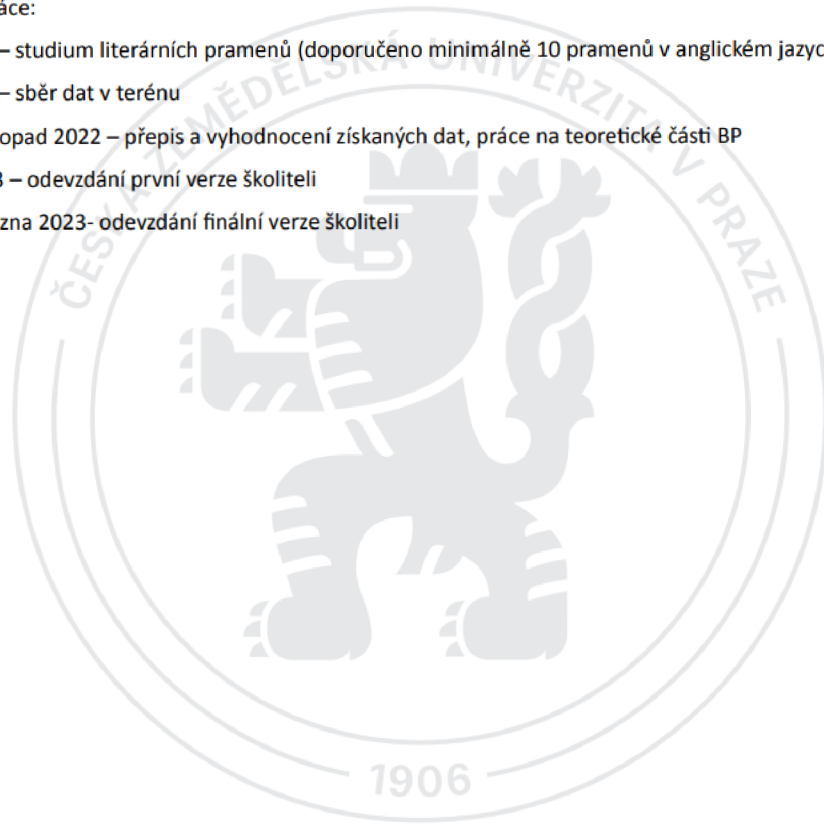 áce:
– studium literárních pramenů (doporučeno minimálně 10 pramenů v anglickém jazyc
– sběr dat v terénu
opad 2022 – přepis a vyhodnocení získaných dat, práce na teoretické části BP
3 – odevzdání první verze školiteli
zna 2023- odevzdání finální verze školiteli
ČESKÁ ZEMĚDĚLSKÁ UNIVERZITA V PRAZE
1906